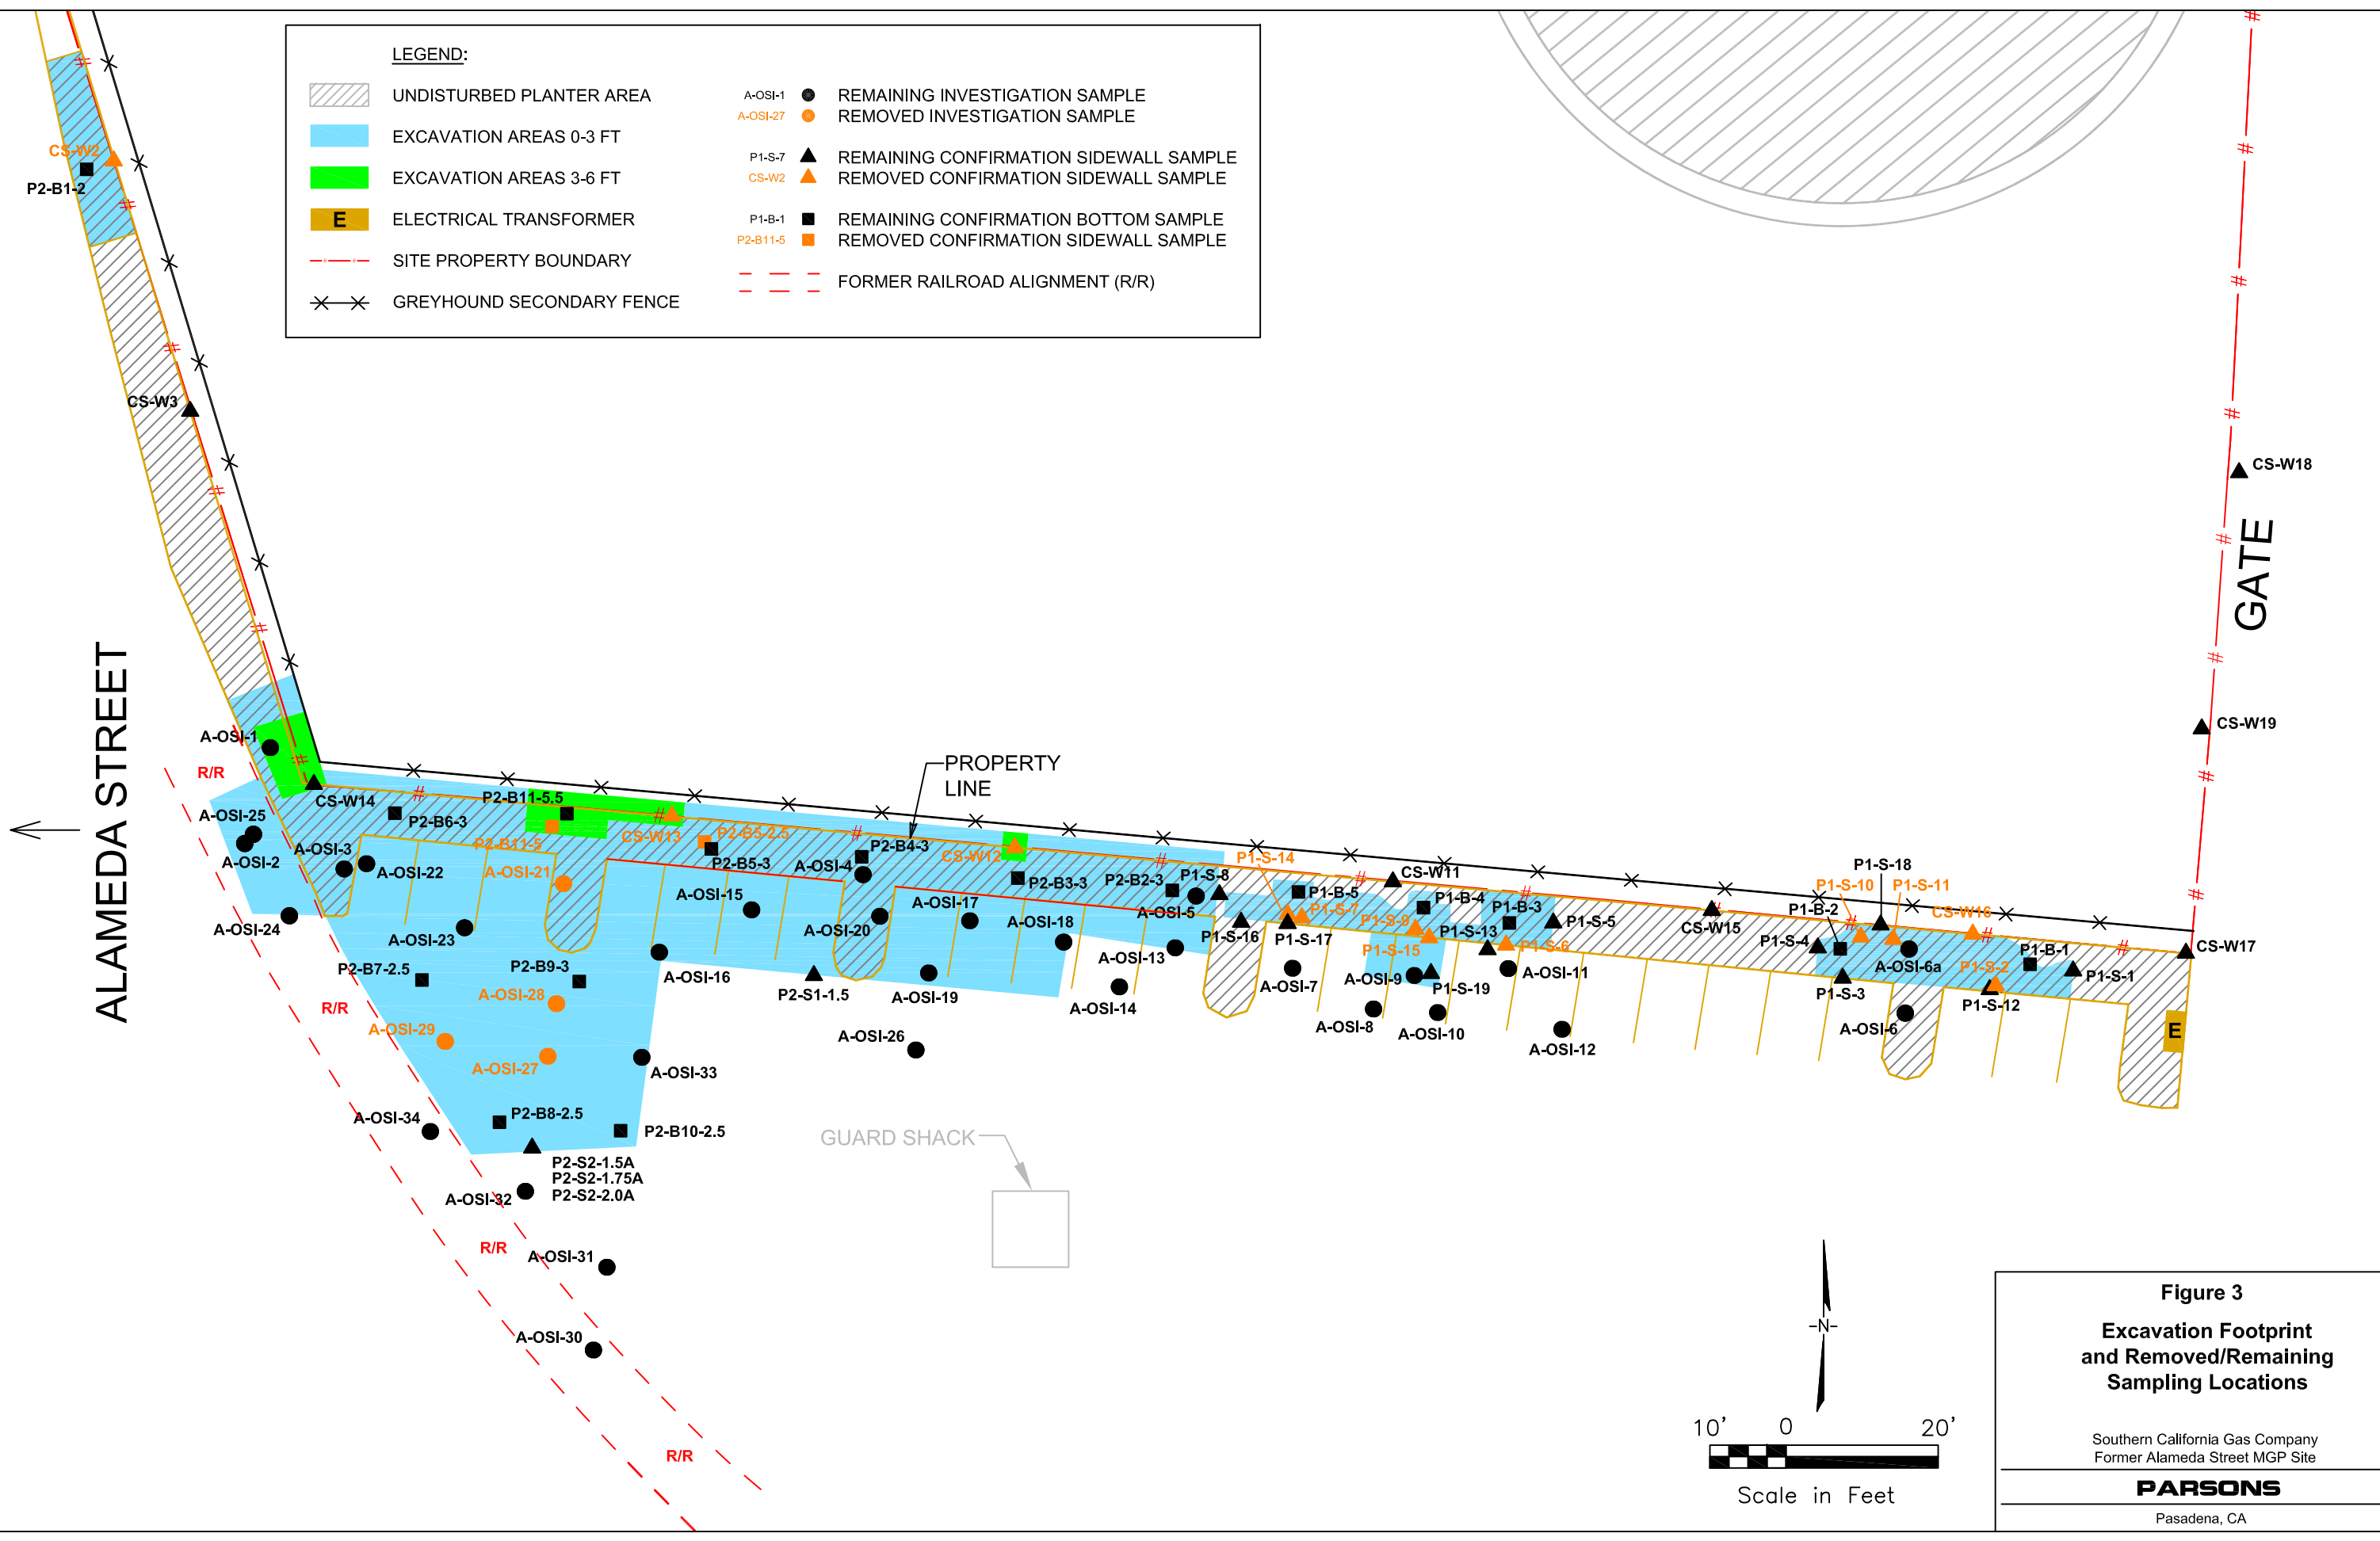 LEGEND:
UNDISTURBED PLANTER AREA
EXCAVATION AREAS 0-3 FT
EXCAVATION AREAS 3-6 FT
E ELECTRICAL TRANSFORMER
SITE PROPERTY BOUNDARY
GREYHOUND SECONDARY FENCE
A-OSI-1 REMAINING INVESTIGATION SAMPLE
A-OSI-27 REMOVED INVESTIGATION SAMPLE
P1-S-7 REMAINING CONFIRMATION SIDEWALL SAMPLE
CS-W2 REMOVED CONFIRMATION SIDEWALL SAMPLE
P1-B-1 REMAINING CONFIRMATION BOTTOM SAMPLE
P2-B11-5 REMOVED CONFIRMATION SIDEWALL SAMPLE
FORMER RAILROAD ALIGNMENT (R/R)
CS-W2
P2-B1-2
CS-W3
CS-W18
GATE
CS-W19
ALAMEDA STREET
A-OSI-1
R/R
CS-W14
A-OSI-25
A-OSI-2
A-OSI-3
A-OSI-22
A-OSI-24
A-OSI-23
P2-B6-3
P2-B11-5.5
P2-B11-5
A-OSI-21
CS-W13
P2-B5-2.5
P2-B5-3
A-OSI-15
A-OSI-4
P2-B4-3
PROPERTY
LINE
CS-W12
P2-B3-3
P2-B2-3
P1-S-8
A-OSI-5
A-OSI-17
A-OSI-18
A-OSI-20
A-OSI-13
A-OSI-14
A-OSI-19
A-OSI-26
P2-S1-1.5
A-OSI-16
P2-B7-2.5
P2-B9-3
A-OSI-28
A-OSI-29
A-OSI-27
A-OSI-33
R/R
A-OSI-34
P2-B8-2.5
P2-B10-2.5
P2-S2-1.5A
P2-S2-1.75A
P2-S2-2.0A
A-OSI-32
R/R
A-OSI-31
A-OSI-30
R/R
GUARD SHACK
P1-S-14
P1-B-5
P1-S-7
P1-S-16
P1-S-17
A-OSI-7
CS-W11
P1-B-4
P1-S-9
P1-S-15
P1-S-13
P1-B-3
P1-S-5
P1-S-6
A-OSI-9
P1-S-19
A-OSI-11
A-OSI-8
A-OSI-10
A-OSI-12
CS-W15
P1-S-18
P1-S-10
P1-S-11
P1-B-2
P1-S-4
CS-W16
A-OSI-6a
P1-B-1
P1-S-2
P1-S-1
P1-S-3
P1-S-12
A-OSI-6
CS-W17
E
-N-
10' 0 20'
Scale in Feet
Figure 3
Excavation Footprint
and Removed/Remaining
Sampling Locations
Southern California Gas Company
Former Alameda Street MGP Site
PARSONS
Pasadena, CA